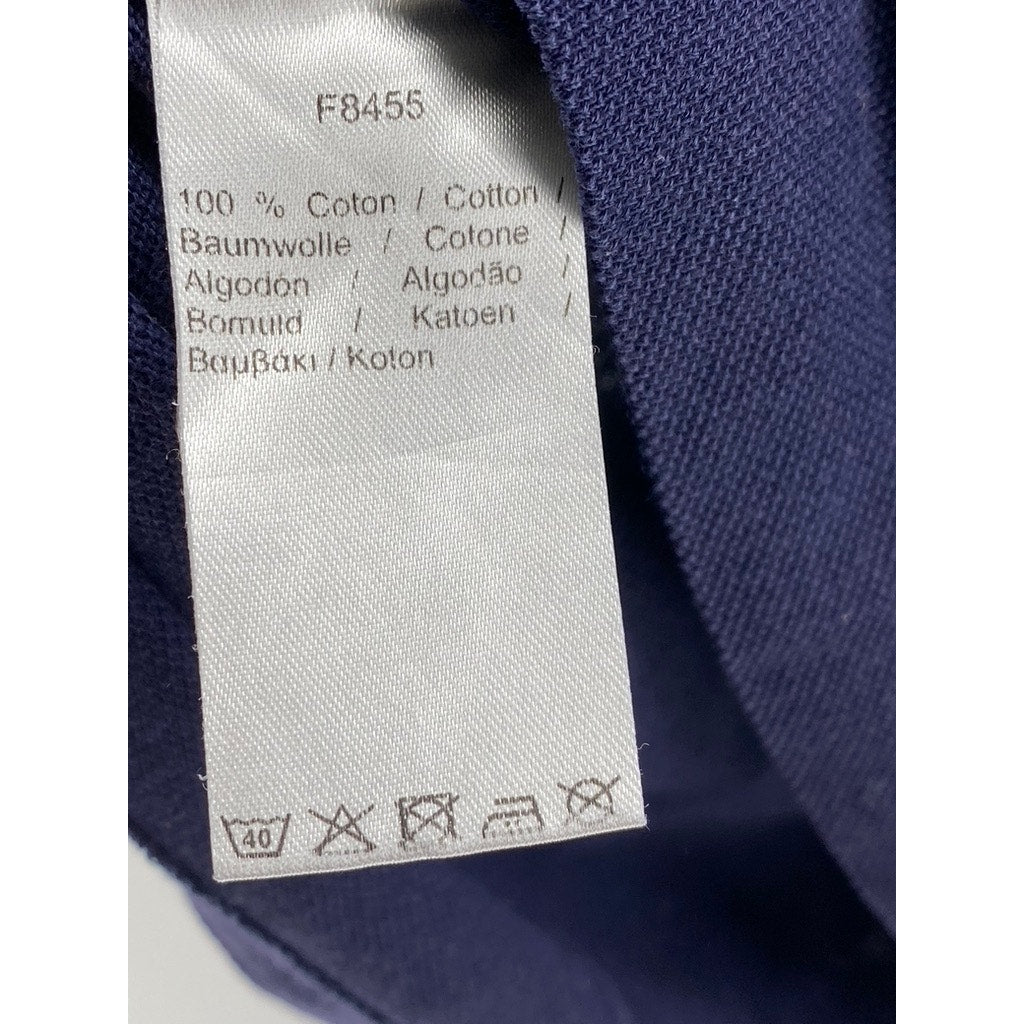 F8455
100 % Coton / Cotton /
Baumwolle / Cotone /
Algodón / Algodão /
Bomuld / Katoen /
Βαμβάκι / Koton
40